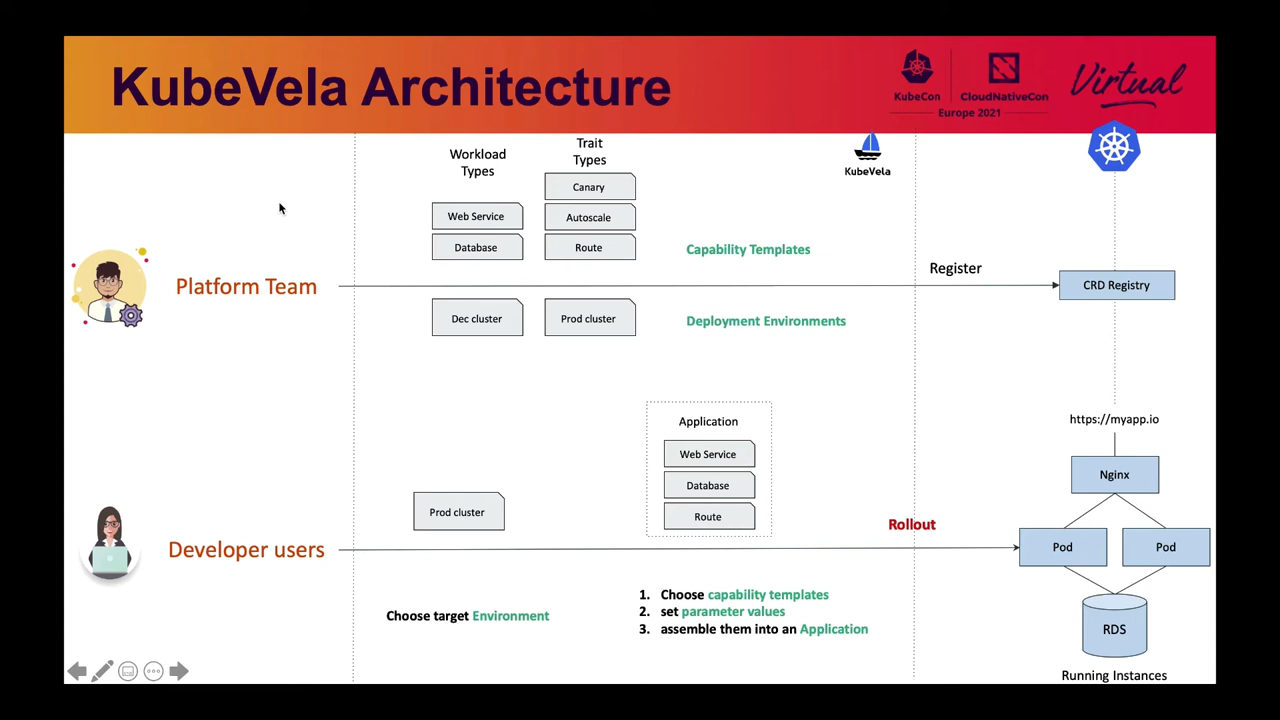 KubeVela Architecture
KubeCon
CloudNativeCon
Europe 2021
Virtual
Workload
Types
Trait
Types
KubeVela
Canary
Web Service
Autoscale
Database
Route
Capability Templates
Platform Team
Register
CRD Registry
Dec cluster
Prod cluster
Deployment Environments
Application
https://myapp.io
Web Service
Nginx
Database
Prod cluster
Route
Rollout
Developer users
Pod
Pod
Choose target Environment
1. Choose capability templates
2. set parameter values
3. assemble them into an Application
RDS
Running Instances